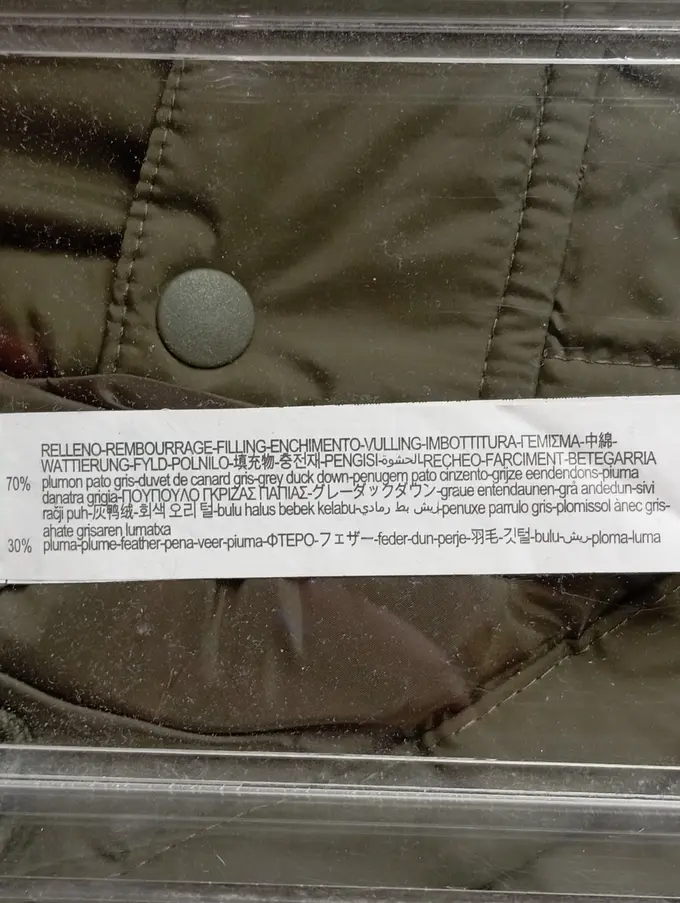 RELLENO-REMBOURRAGE-FILLING-ENCHIMENTO-VULLING-IMBOTTITURA-ΓΕΜΙΣΜΑ-中綿-
WATTIERUNG-FYLD-POLNILO-填充物-충전재-PENGISI-الحشوة-RECHEO-FARCIMENT-BETEGARRIA
70% plumon pato gris-duvet de canard gris-grey duck down-penugem pato cinzento-grijze eendendons-piuma
danatra grigia-ΠΟΥΠΟΥΛΟ ΓΚΡΙΖΑΣ ΠΑΠΙΑΣ-グレーダックダウン-graue entendaunen-grå andedun-sivi
račji puh-灰鸭绒-회색 오리 털-bulu halus bebek kelabu-ريش بط رمادي-penuxe parrulo gris-plomissol ànec gris-
ahate grisaren lumatxa
30% pluma-plume-feather-pena-veer-piuma-ΦΤΕΡΟ-フェザー-feder-dun-perje-羽毛-깃털-bulu-ريش-ploma-luma